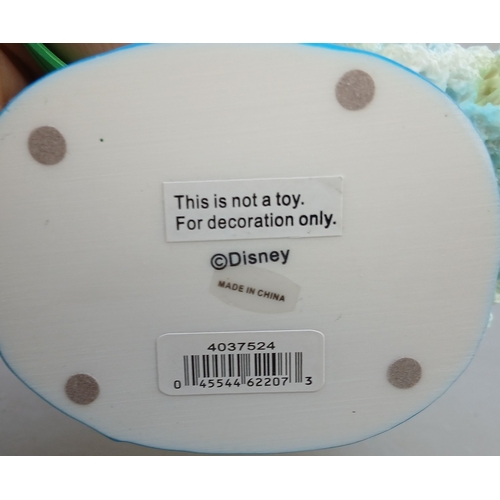 This is not a toy.
For decoration only.
©Disney
MADE IN CHINA
4037524
0 45544 62207 3